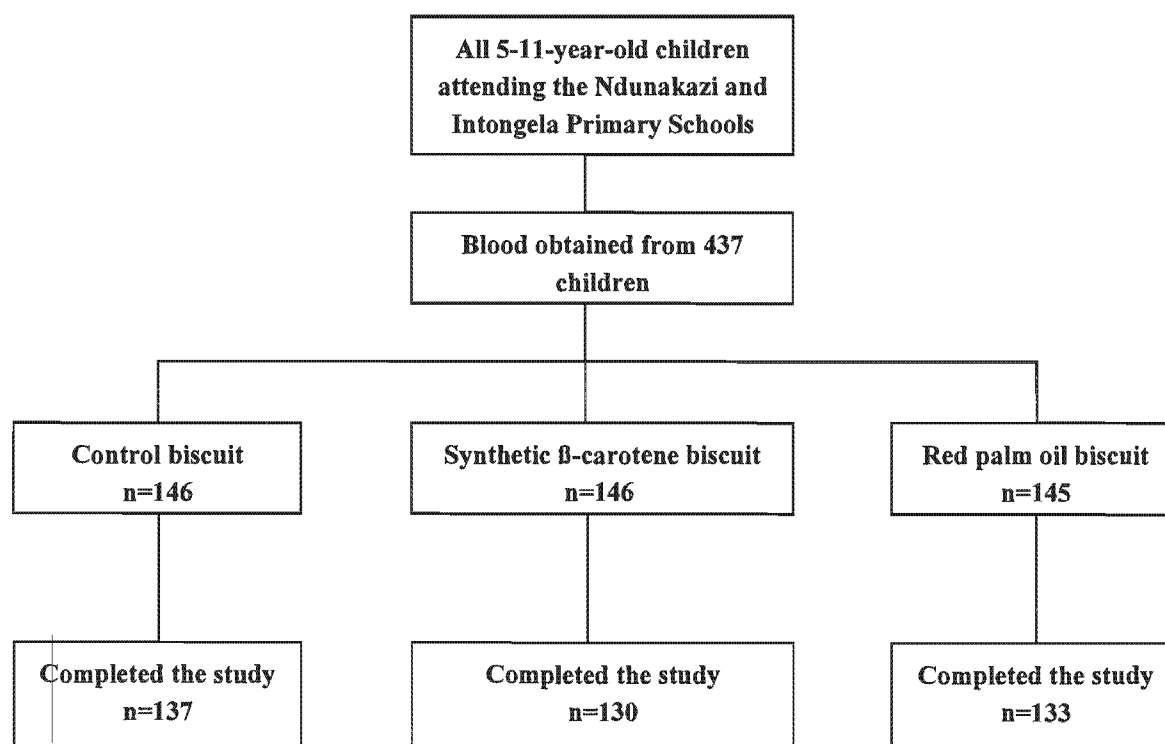 All 5-11-year-old children
attending the Ndunakazi and
Intongela Primary Schools
Blood obtained from 437
children
Control biscuit
n=146
Synthetic ß-carotene biscuit
n=146
Red palm oil biscuit
n=145
Completed the study
n=137
Completed the study
n=130
Completed the study
n=133